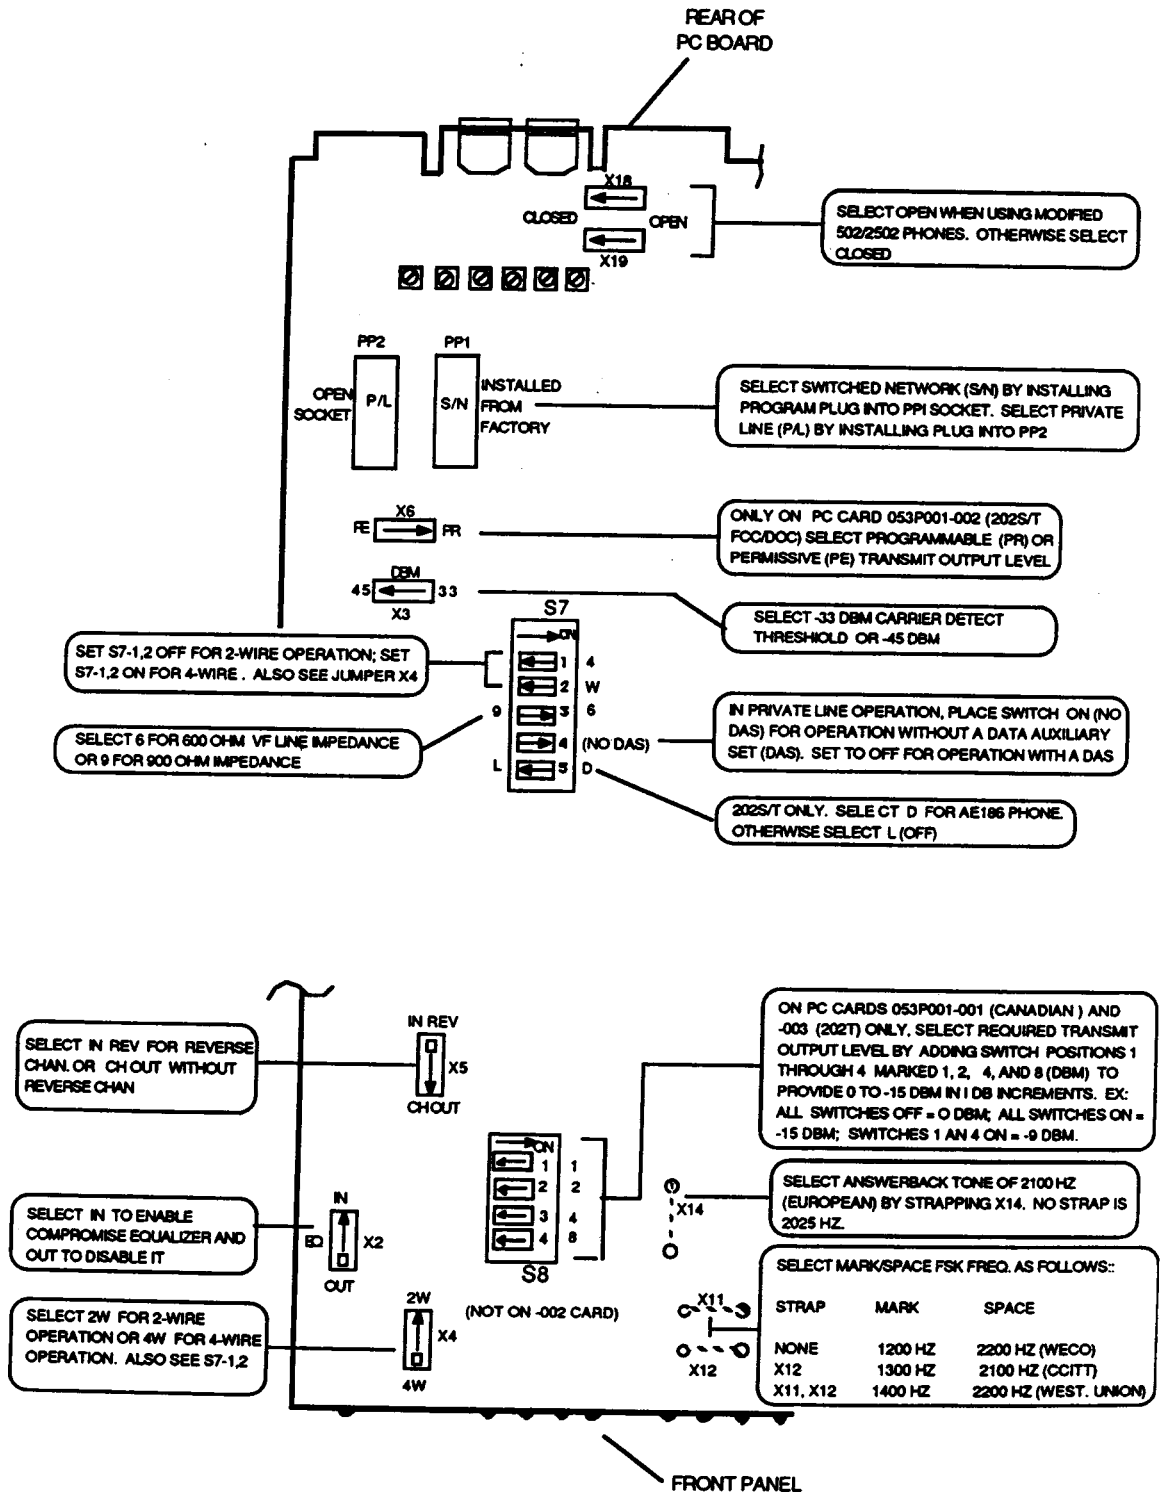 REAR OF
PC BOARD
X18
CLOSED
OPEN
X19
SELECT OPEN WHEN USING MODIFIED
502/2502 PHONES. OTHERWISE SELECT
CLOSED
PP2
PP1
OPEN
SOCKET
P/L
S/N
INSTALLED
FROM
FACTORY
SELECT SWITCHED NETWORK (S/N) BY INSTALLING
PROGRAM PLUG INTO PPI SOCKET. SELECT PRIVATE
LINE (P/L) BY INSTALLING PLUG INTO PP2
X6
PE
PR
ONLY ON PC CARD 053P001-002 (202S/T
FCC/DOC) SELECT PROGRAMMABLE (PR) OR
PERMISSIVE (PE) TRANSMIT OUTPUT LEVEL
DBM
45
33
X3
SELECT -33 DBM CARRIER DETECT
THRESHOLD OR -45 DBM
S7
ON
1 4
2 W
9 3 6
4 (NO DAS)
L 5 D
SET S7-1,2 OFF FOR 2-WIRE OPERATION; SET
S7-1,2 ON FOR 4-WIRE . ALSO SEE JUMPER X4
SELECT 6 FOR 600 OHM VF LINE IMPEDANCE
OR 9 FOR 900 OHM IMPEDANCE
IN PRIVATE LINE OPERATION, PLACE SWITCH ON (NO
DAS) FOR OPERATION WITHOUT A DATA AUXILIARY
SET (DAS). SET TO OFF FOR OPERATION WITH A DAS
202S/T ONLY. SELECT D FOR AE186 PHONE.
OTHERWISE SELECT L (OFF)
IN REV
X5
CH OUT
SELECT IN REV FOR REVERSE
CHAN. OR CH OUT WITHOUT
REVERSE CHAN
ON PC CARDS 053P001-001 (CANADIAN ) AND
-003 (202T) ONLY. SELECT REQUIRED TRANSMIT
OUTPUT LEVEL BY ADDING SWITCH POSITIONS 1
THROUGH 4 MARKED 1, 2, 4, AND 8 (DBM) TO
PROVIDE 0 TO -15 DBM IN I DB INCREMENTS. EX:
ALL SWITCHES OFF = O DBM; ALL SWITCHES ON =
-15 DBM; SWITCHES 1 AN 4 ON = -9 DBM.
ON
1 1
2 2
3 4
4 8
S8
(NOT ON -002 CARD)
X14
SELECT ANSWERBACK TONE OF 2100 HZ
(EUROPEAN) BY STRAPPING X14. NO STRAP IS
2025 HZ.
SELECT IN TO ENABLE
COMPROMISE EQUALIZER AND
OUT TO DISABLE IT
IN
EQ
X2
OUT
SELECT 2W FOR 2-WIRE
OPERATION OR 4W FOR 4-WIRE
OPERATION. ALSO SEE S7-1,2
2W
X4
4W
X11
X12
SELECT MARK/SPACE FSK FREQ. AS FOLLOWS::
STRAP MARK SPACE
NONE 1200 HZ 2200 HZ (WECO)
X12 1300 HZ 2100 HZ (CCITT)
X11, X12 1400 HZ 2200 HZ (WEST. UNION)
FRONT PANEL